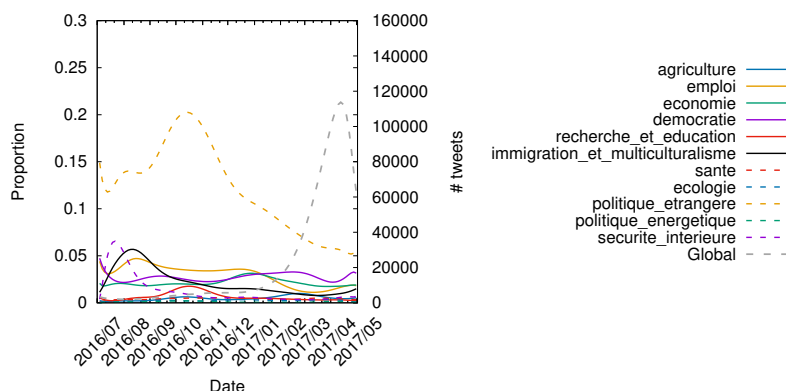 0.3
0.25
0.2
0.15
0.1
0.05
0
Proportion
160000
140000
120000
100000
80000
60000
40000
20000
0
# tweets
2016/07
2016/08
2016/09
2016/10
2016/11
2016/12
2017/01
2017/02
2017/03
2017/04
2017/05
Date
agriculture
emploi
economie
democratie
recherche_et_education
immigration_et_multiculturalisme
sante
ecologie
politique_etrangere
politique_energetique
securite_interieure
Global